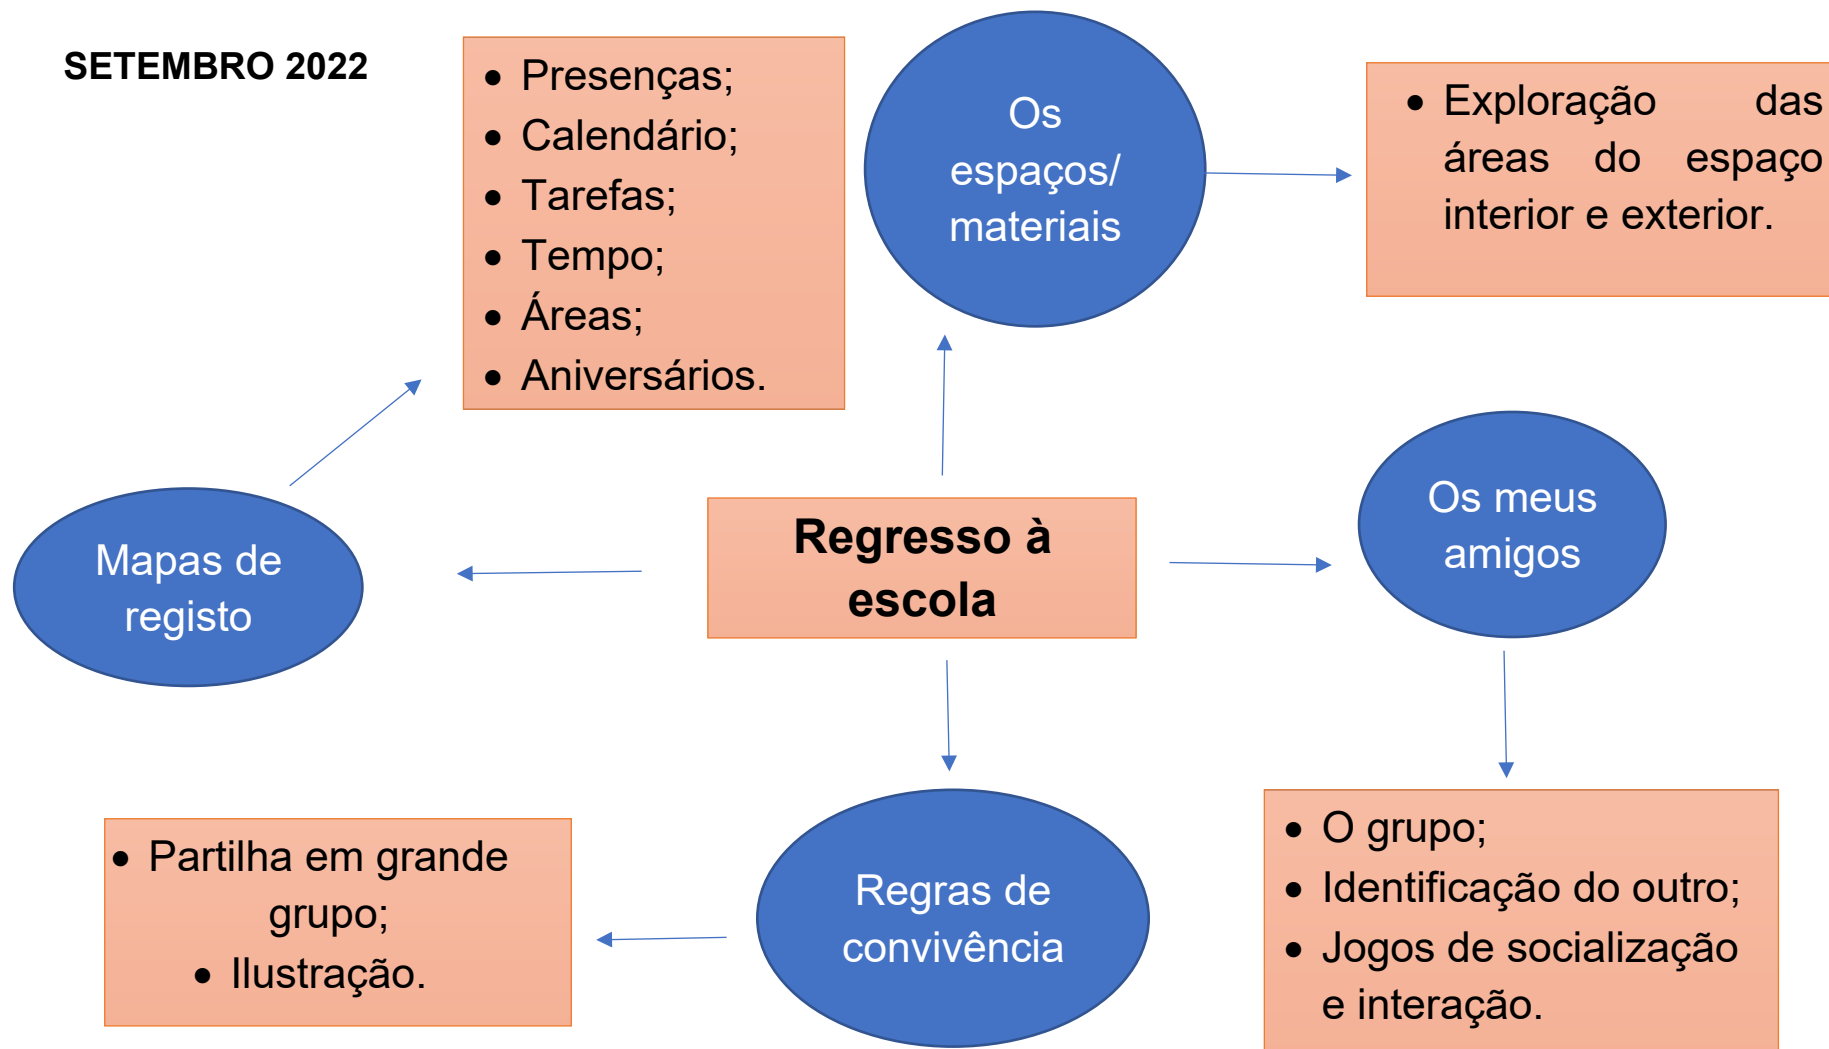 SETEMBRO 2022
• Presenças;
• Calendário;
• Tarefas;
• Tempo;
• Áreas;
• Aniversários.
Os
espaços/
materiais
• Exploração das
áreas do espaço
interior e exterior.
Mapas de
registo
Regresso à
escola
Os meus
amigos
• Partilha em grande
grupo;
• Ilustração.
Regras de
convivência
• O grupo;
• Identificação do outro;
• Jogos de socialização
e interação.